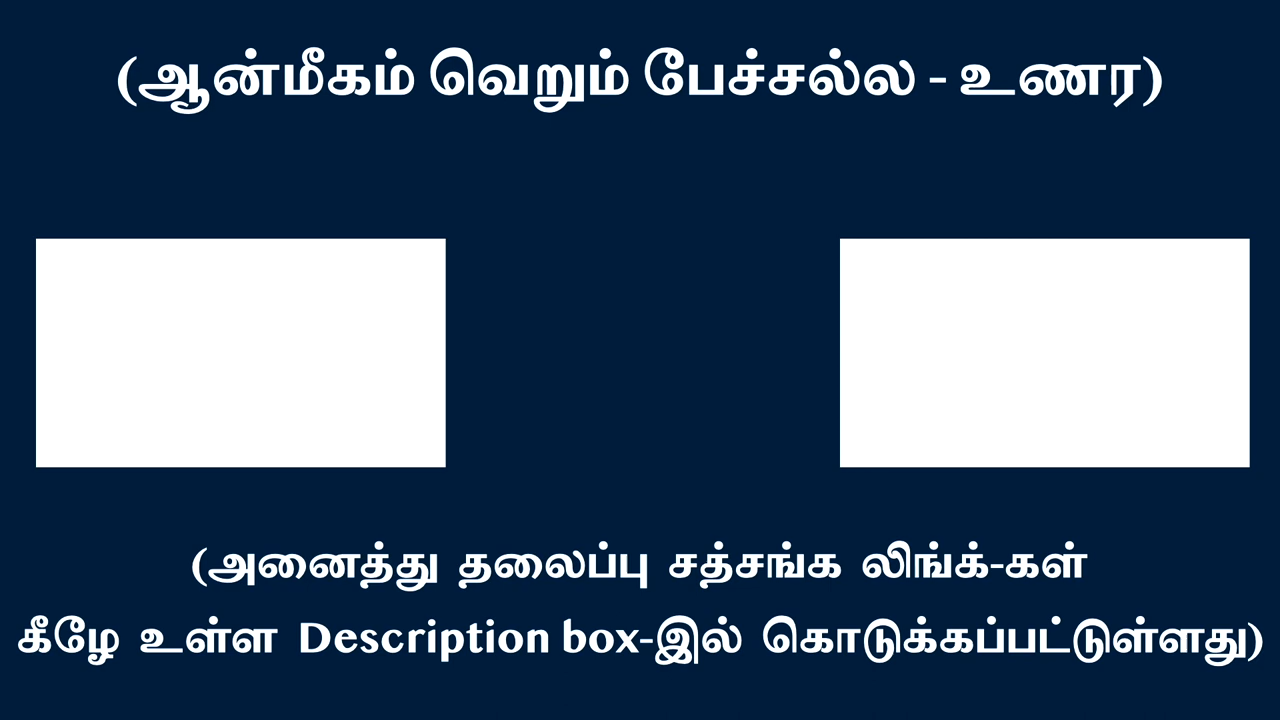 (ஆன்மீகம் வெறும் பேச்சல்ல - உணர)
(அனைத்து தலைப்பு சத்சங்க லிங்க்-கள்
கீழே உள்ள Description box-இல் கொடுக்கப்பட்டுள்ளது)